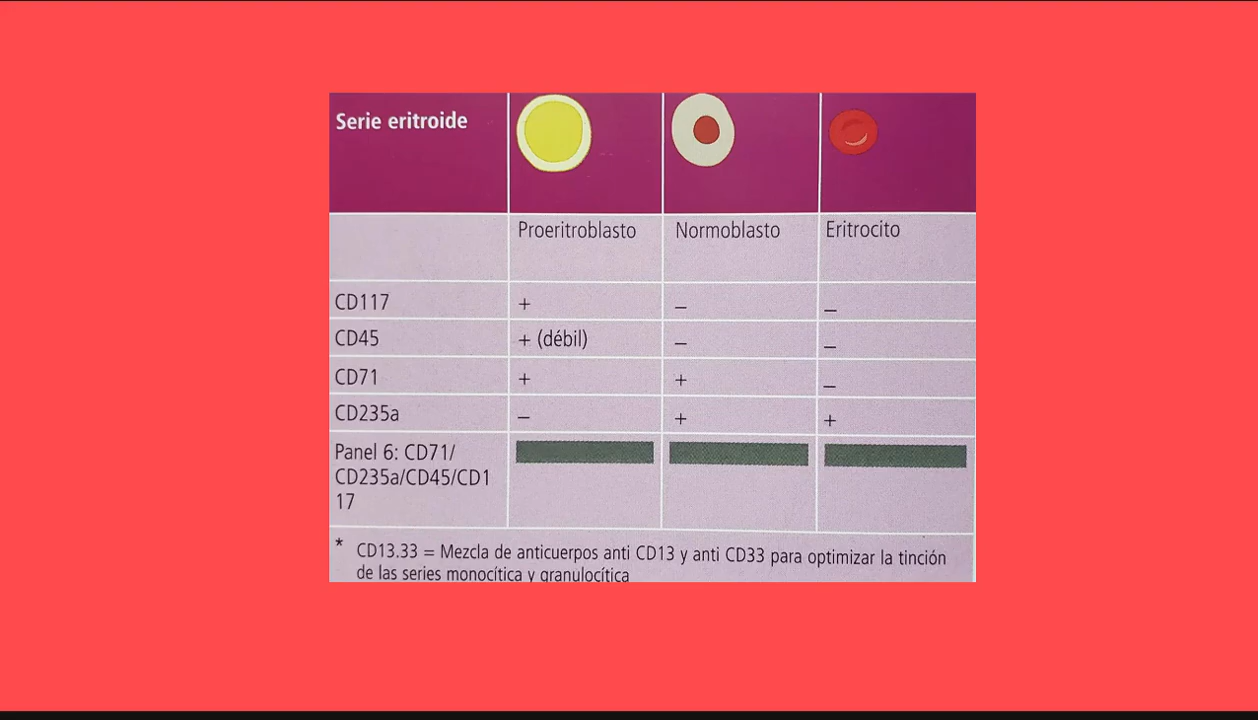 Serie eritroide
Proeritroblasto Normoblasto Eritrocito
CD117 + – –
CD45 + (débil) – –
CD71 + + –
CD235a – + +
Panel 6: CD71/
CD235a/CD45/CD1
17
* CD13.33 = Mezcla de anticuerpos anti CD13 y anti CD33 para optimizar la tinción
de las series monocítica y granulocítica